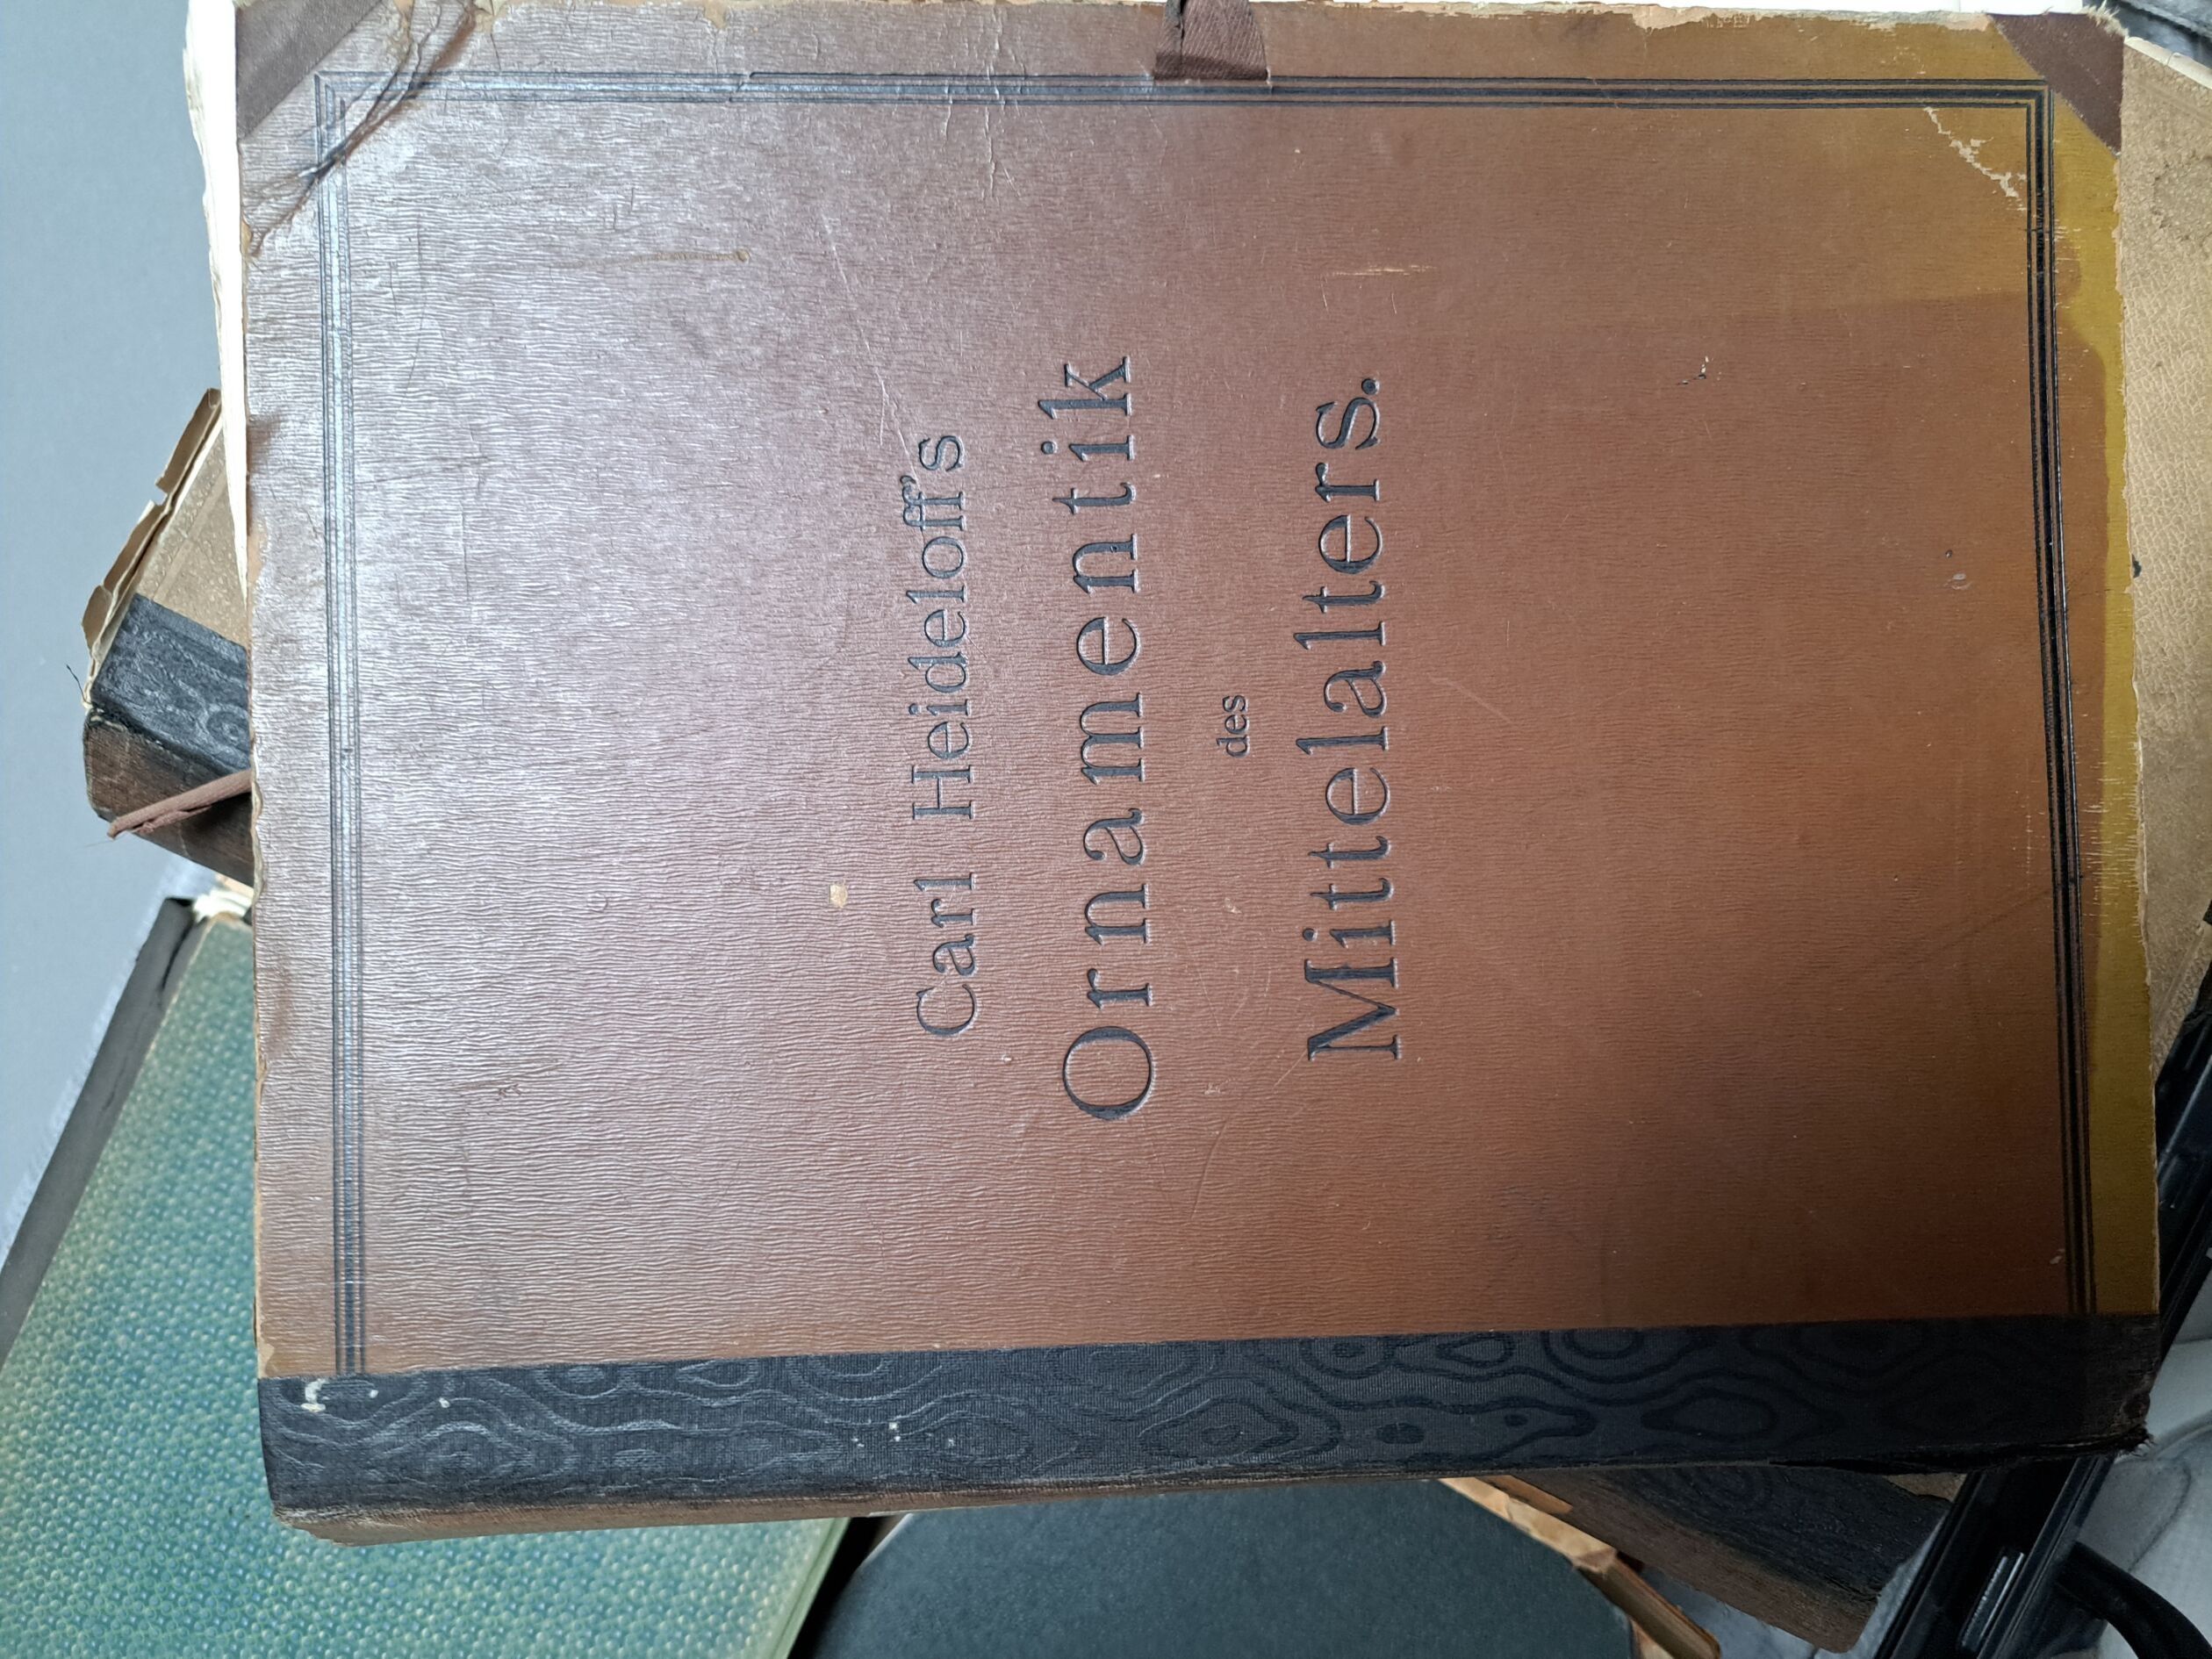 Carl Heideloff's
Ornamentik
des
Mittelalters.